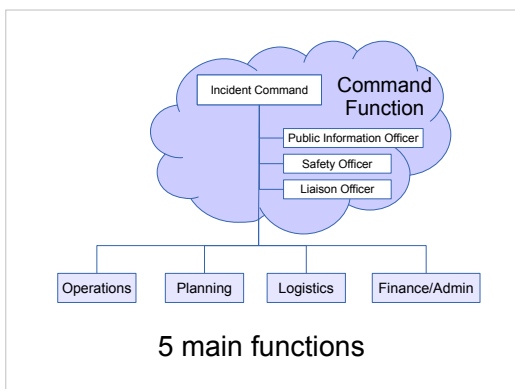 Incident Command
Command
Function
Public Information Officer
Safety Officer
Liaison Officer
Operations
Planning
Logistics
Finance/Admin
5 main functions